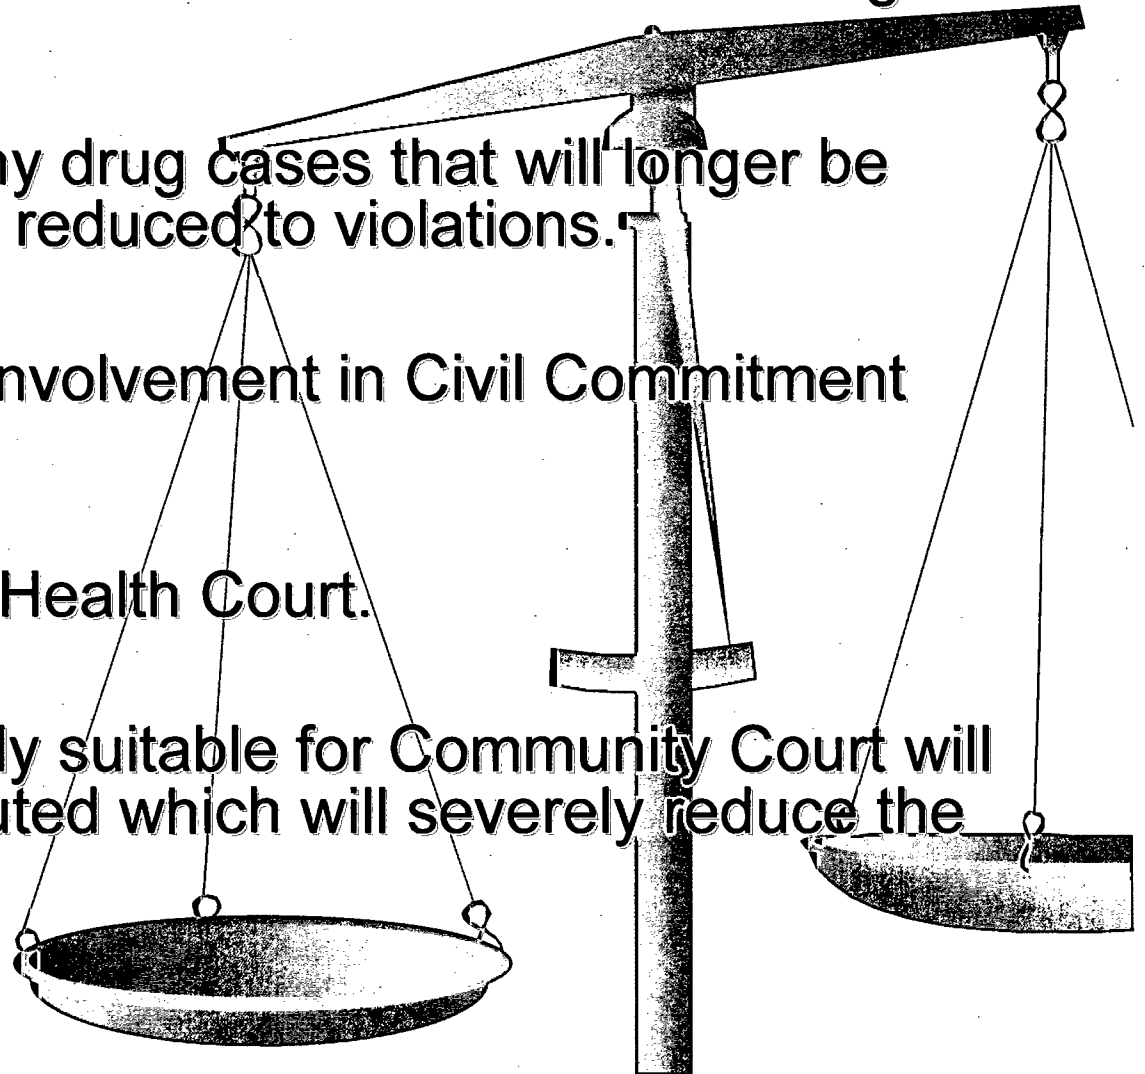 ny drug cases that will longer be
reduced to violations.
nvolvement in Civil Commitment
Health Court.
ly suitable for Community Court will
uted which will severely reduce the